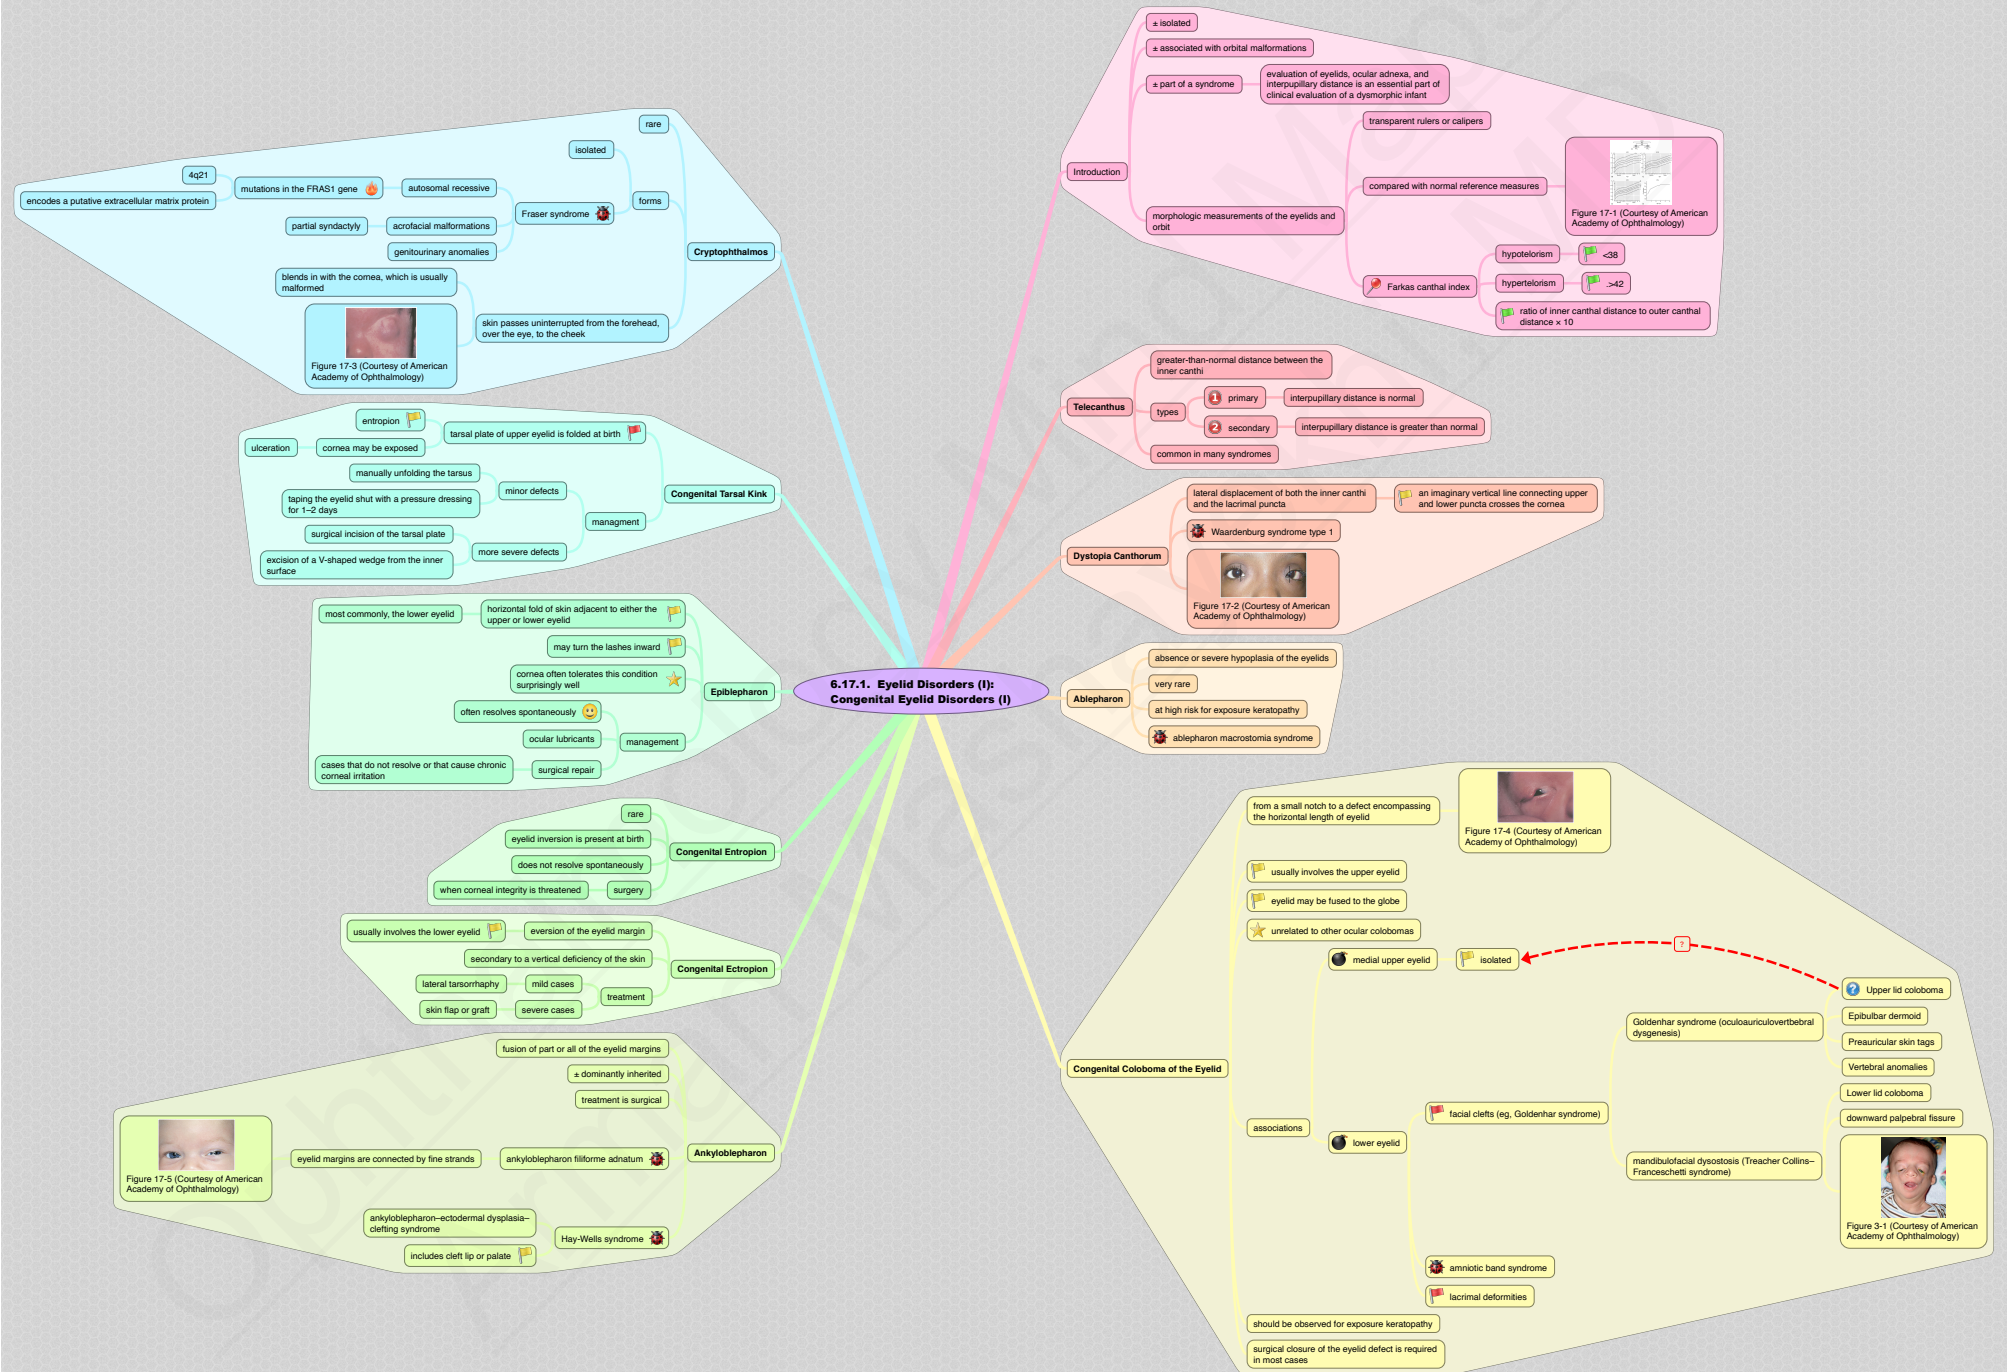 6.17.1. Eyelid Disorders (I):
Congenital Eyelid Disorders (I)
Introduction
± isolated
± associated with orbital malformations
± part of a syndrome
evaluation of eyelids, ocular adnexa, and
interpupillary distance is an essential part of
clinical evaluation of a dysmorphic infant
morphologic measurements of the eyelids and
orbit
transparent rulers or calipers
compared with normal reference measures
Figure 17-1 (Courtesy of American
Academy of Ophthalmology)
Farkas canthal index
hypotelorism
<38
hypertelorism
.>42
ratio of inner canthal distance to outer canthal
distance × 10
Telecanthus
greater-than-normal distance between the
inner canthi
types
1 primary
interpupillary distance is normal
2 secondary
interpupillary distance is greater than normal
common in many syndromes
Dystopia Canthorum
lateral displacement of both the inner canthi
and the lacrimal puncta
an imaginary vertical line connecting upper
and lower puncta crosses the cornea
Waardenburg syndrome type 1
Figure 17-2 (Courtesy of American
Academy of Ophthalmology)
Ablepharon
absence or severe hypoplasia of the eyelids
very rare
at high risk for exposure keratopathy
ablepharon macrostomia syndrome
Congenital Coloboma of the Eyelid
from a small notch to a defect encompassing
the horizontal length of eyelid
Figure 17-4 (Courtesy of American
Academy of Ophthalmology)
usually involves the upper eyelid
eyelid may be fused to the globe
unrelated to other ocular colobomas
associations
medial upper eyelid
isolated
?
lower eyelid
facial clefts (eg, Goldenhar syndrome)
Goldenhar syndrome (oculoauriculovertbebral
dysgenesis)
? Upper lid coloboma
Epibulbar dermoid
Preauricular skin tags
Vertebral anomalies
mandibulofacial dysostosis (Treacher Collins–
Franceschetti syndrome)
Lower lid coloboma
downward palpebral fissure
Figure 3-1 (Courtesy of American
Academy of Ophthalmology)
amniotic band syndrome
lacrimal deformities
should be observed for exposure keratopathy
surgical closure of the eyelid defect is required
in most cases
Cryptophthalmos
rare
forms
isolated
Fraser syndrome
autosomal recessive
mutations in the FRAS1 gene
4q21
encodes a putative extracellular matrix protein
acrofacial malformations
partial syndactyly
genitourinary anomalies
skin passes uninterrupted from the forehead,
over the eye, to the cheek
blends in with the cornea, which is usually
malformed
Figure 17-3 (Courtesy of American
Academy of Ophthalmology)
Congenital Tarsal Kink
tarsal plate of upper eyelid is folded at birth
entropion
cornea may be exposed
ulceration
managment
minor defects
manually unfolding the tarsus
taping the eyelid shut with a pressure dressing
for 1–2 days
more severe defects
surgical incision of the tarsal plate
excision of a V-shaped wedge from the inner
surface
Epiblepharon
horizontal fold of skin adjacent to either the
upper or lower eyelid
most commonly, the lower eyelid
may turn the lashes inward
cornea often tolerates this condition
surprisingly well
management
often resolves spontaneously
ocular lubricants
surgical repair
cases that do not resolve or that cause chronic
corneal irritation
Congenital Entropion
rare
eyelid inversion is present at birth
does not resolve spontaneously
surgery
when corneal integrity is threatened
Congenital Ectropion
eversion of the eyelid margin
usually involves the lower eyelid
secondary to a vertical deficiency of the skin
treatment
mild cases
lateral tarsorrhaphy
severe cases
skin flap or graft
Ankyloblepharon
fusion of part or all of the eyelid margins
± dominantly inherited
treatment is surgical
ankyloblepharon filiforme adnatum
eyelid margins are connected by fine strands
Figure 17-5 (Courtesy of American
Academy of Ophthalmology)
Hay-Wells syndrome
ankyloblepharon–ectodermal dysplasia–
clefting syndrome
includes cleft lip or palate